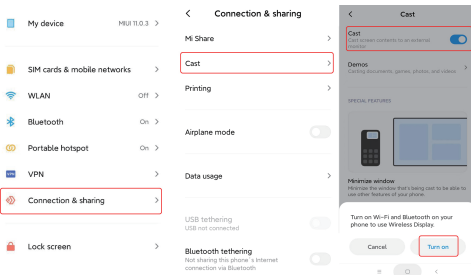 My device
MIUI 11.0.3
SIM cards & mobile networks
WLAN
Off
Bluetooth
On
Portable hotspot
On
VPN
VPN
Connection & sharing
Lock screen
Connection & sharing
Mi Share
Cast
Printing
Airplane mode
Data usage
USB tethering
USB not connected
Bluetooth tethering
Not sharing this phone's Internet
connection via Bluetooth
Cast
Cast
Cast screen contents to an external
monitor
Demos
Casting documents, games, photos, and videos
SPECIAL FEATURES
Minimize window
Minimize the window that's being cast to be able to
use other features of your phone.
Turn on Wi-Fi and Bluetooth on your
phone to use Wireless Display.
Cancel
Turn on